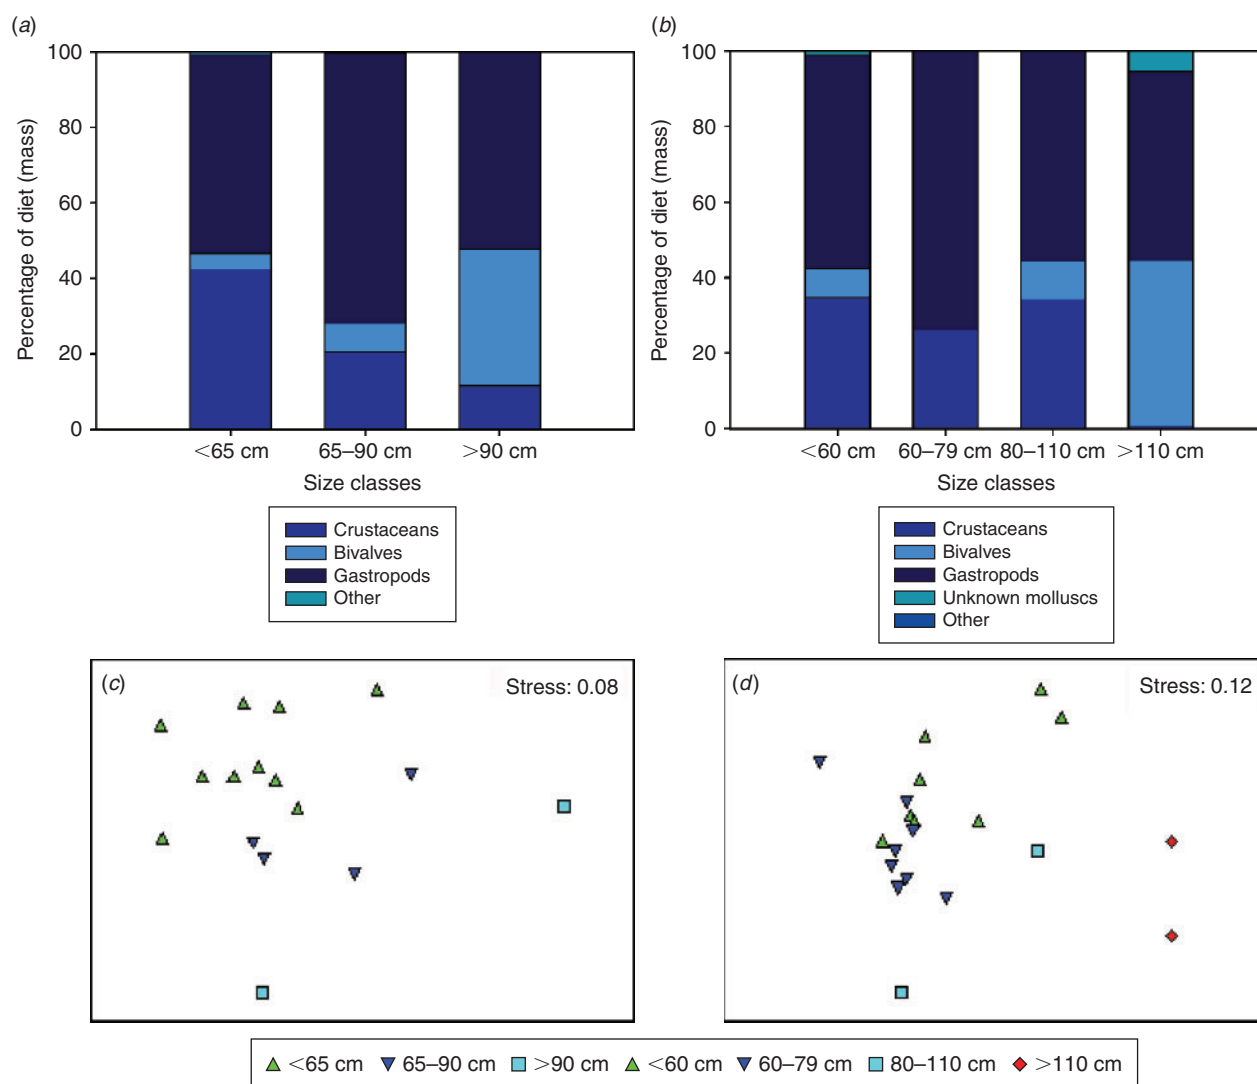 (a)
100
80
60
40
20
0
Percentage of diet (mass)
<65 cm 65–90 cm >90 cm
Size classes
Crustaceans
Bivalves
Gastropods
Other
(b)
100
80
60
40
20
0
Percentage of diet (mass)
<60 cm 60–79 cm 80–110 cm >110 cm
Size classes
Crustaceans
Bivalves
Gastropods
Unknown molluscs
Other
(c)
Stress: 0.08
(d)
Stress: 0.12
<65 cm 65–90 cm >90 cm <60 cm 60–79 cm 80–110 cm >110 cm